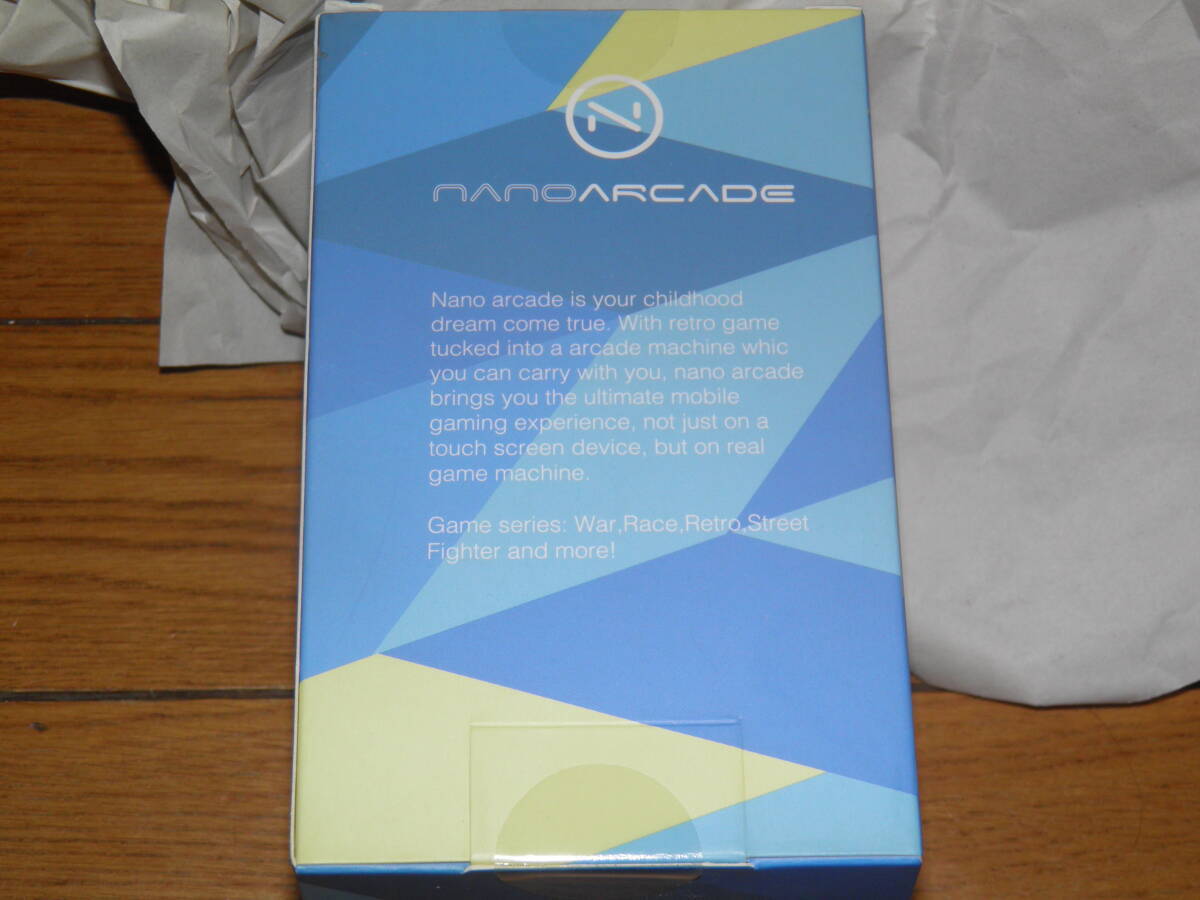 NANOARCADE
Nano arcade is your childhood
dream come true. With retro game
tucked into a arcade machine whic
you can carry with you, nano arcade
brings you the ultimate mobile
gaming experience, not just on a
touch screen device, but on real
game machine.
Game series: War,Race,Retro,Street
Fighter and more!